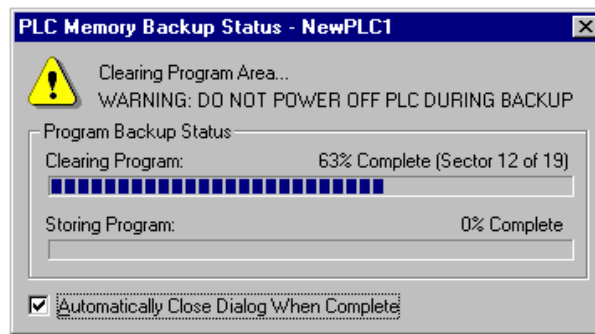 PLC Memory Backup Status - NewPLC1
Clearing Program Area...
WARNING: DO NOT POWER OFF PLC DURING BACKUP
Program Backup Status
Clearing Program: 63% Complete (Sector 12 of 19)
Storing Program: 0% Complete
Automatically Close Dialog When Complete